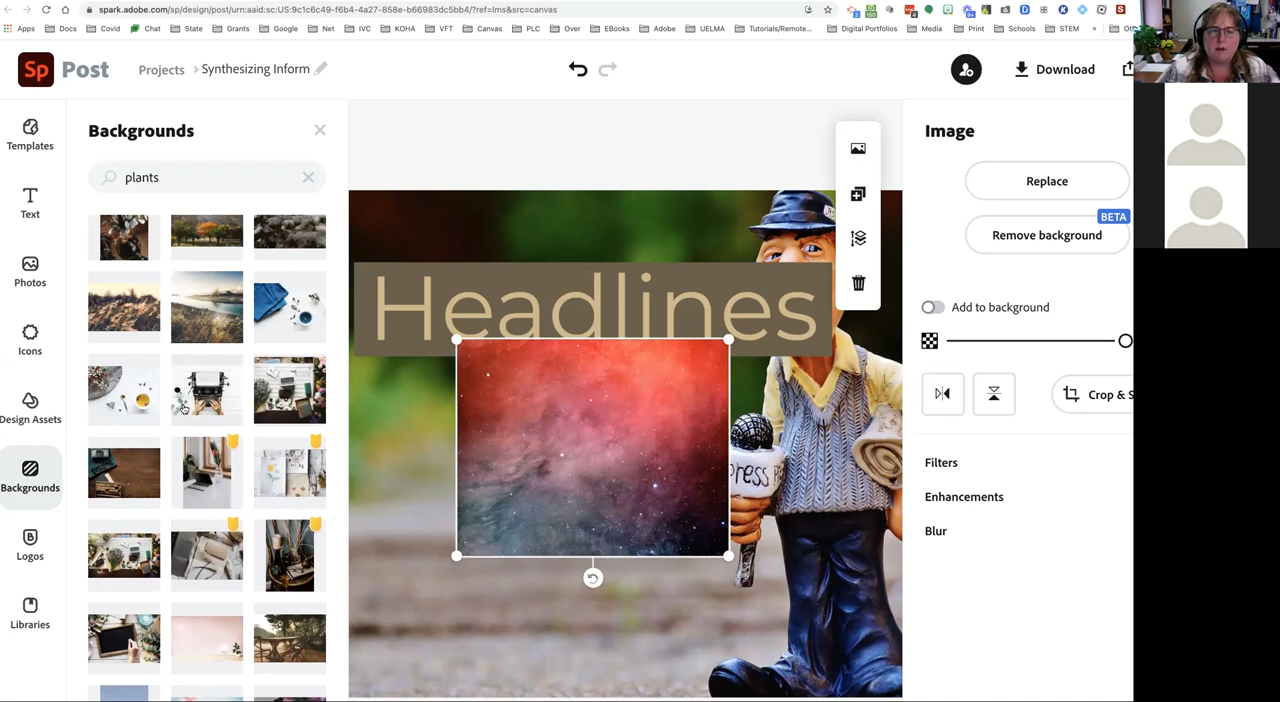 spark.adobe.com/sp/design/post/urn:aaid:sc:US:9c1c6c49-f6b4-4a27-858e-b66983dc5bb4/?ref=lms&src=canvas
Apps Docs Covid Chat State Grants Google Net IVC KOHA VFT Canvas PLC Over EBooks Adobe UELMA Tutorials/Remote... Digital Portfolios Media Print Schools STEM » Oth
Sp Post Projects > Synthesizing Inform Download
Templates
Text
Photos
Icons
Design Assets
Backgrounds
Logos
Libraries
Backgrounds
plants
Headlines
press
Image
Replace
BETA
Remove background
Add to background
Crop & S
Filters
Enhancements
Blur